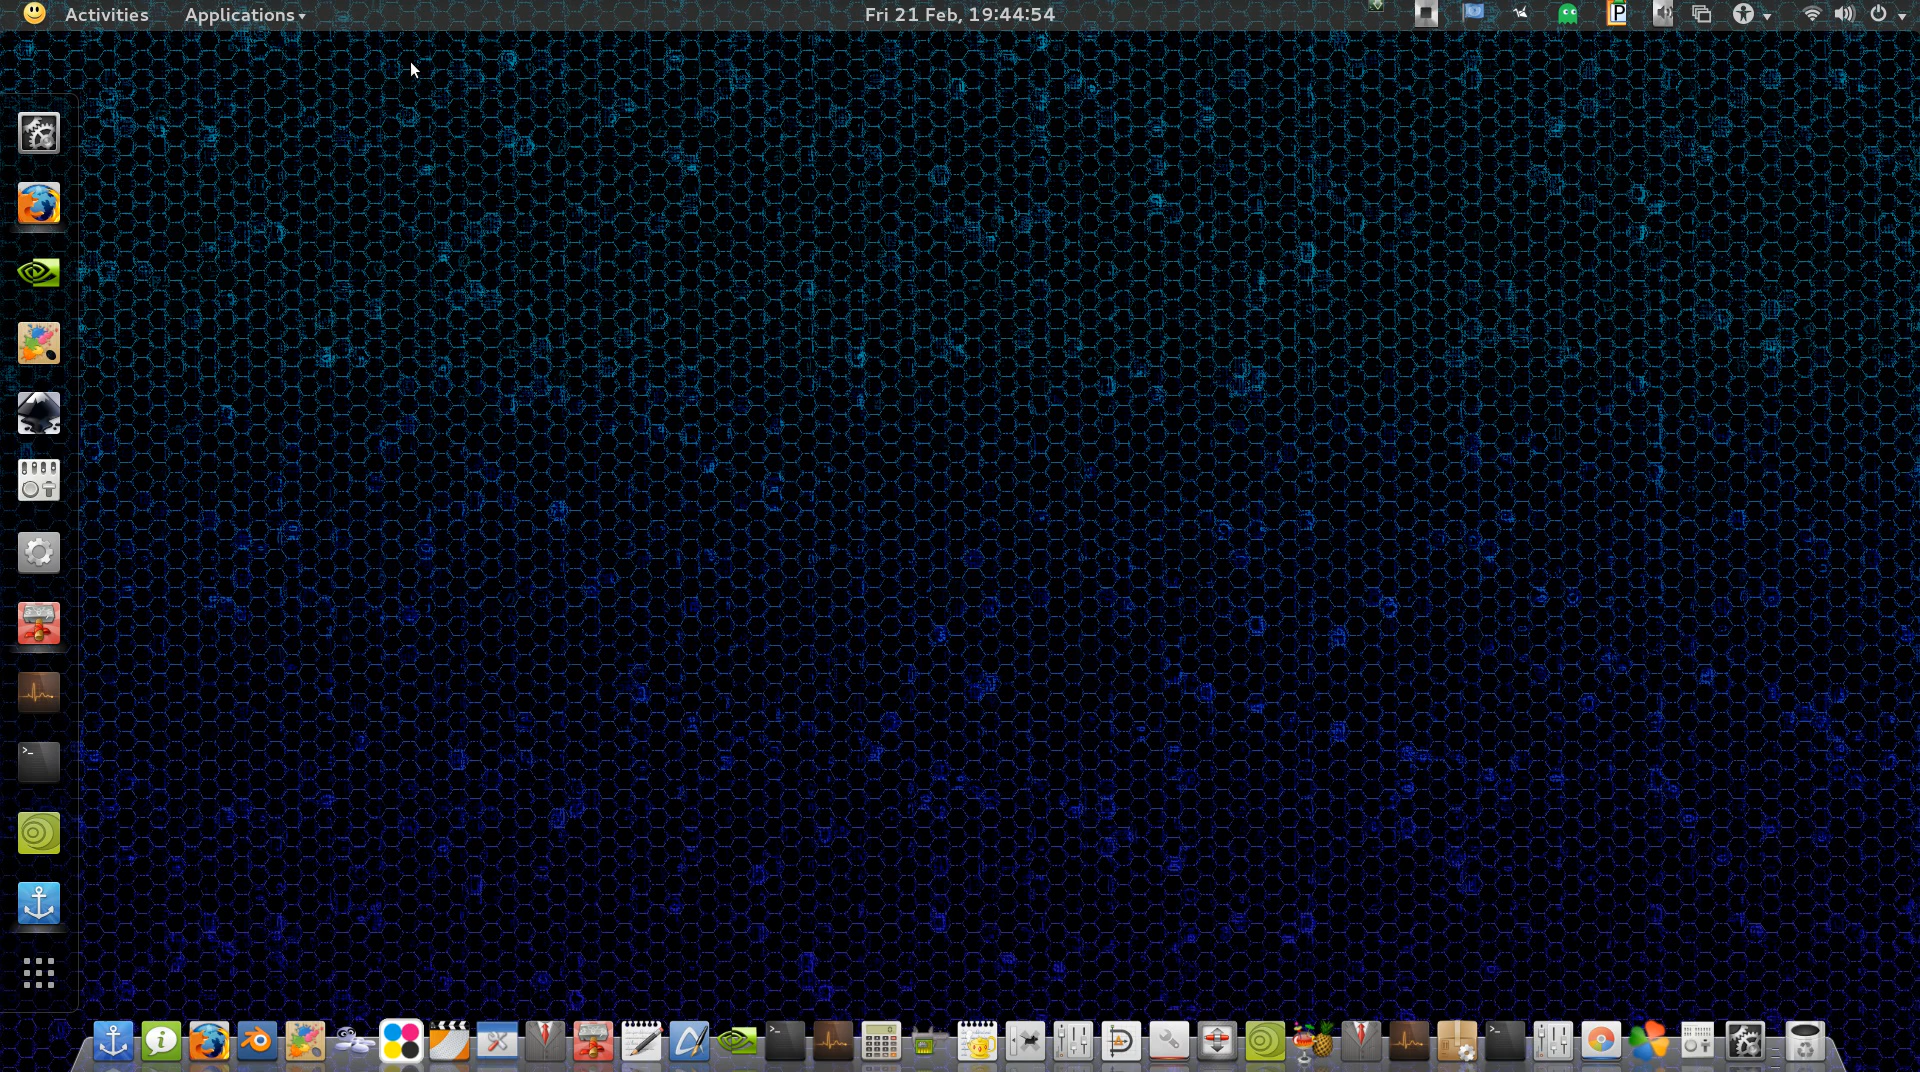 Activities
Applications
Fri 21 Feb, 19:44:54
P
>_
>_
>_